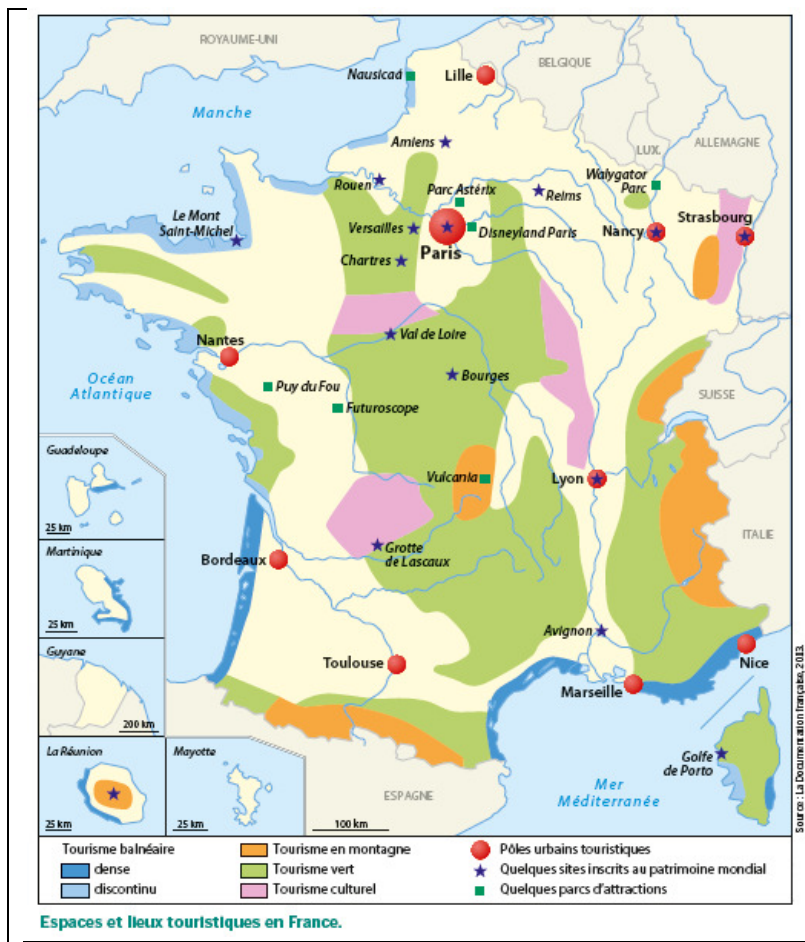 ROYAUME-UNI
BELGIQUE
Nausicaá
Lille
Manche
LUX.
ALLEMAGNE
Amiens
Rouen
Parc Astérix
Reims
Walygator
Parc
Le Mont
Saint-Michel
Versailles
Disneyland Paris
Paris
Nancy
Strasbourg
Chartres
Nantes
Val de Loire
Océan
Atlantique
Puy du Fou
Bourges
SUISSE
Futuroscope
Guadeloupe
25 km
Vulcania
Lyon
ITALIE
Martinique
25 km
Bordeaux
Grotte
de Lascaux
Guyane
200 km
Avignon
Toulouse
Nice
Marseille
La Réunion
25 km
Mayotte
25 km
ESPAGNE
100 km
Mer
Méditerranée
Golfe
de Porto
Source : La Documentation française, 2013.
Tourisme balnéaire
dense
discontinu
Tourisme en montagne
Tourisme vert
Tourisme culturel
Pôles urbains touristiques
Quelques sites inscrits au patrimoine mondial
Quelques parcs d'attractions
Espaces et lieux touristiques en France.